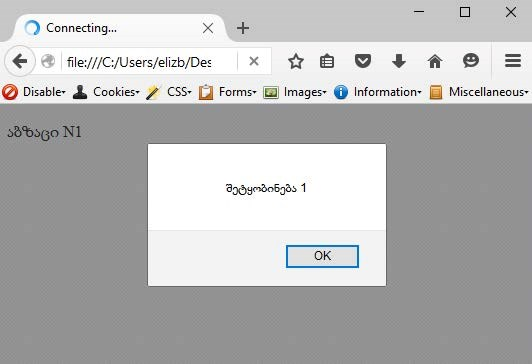 Connecting...
file:///C:/Users/elizb/Des
Disable Cookies CSS Forms Images Information Miscellaneous
აბზაცი N1
შეტყობინება 1
OK